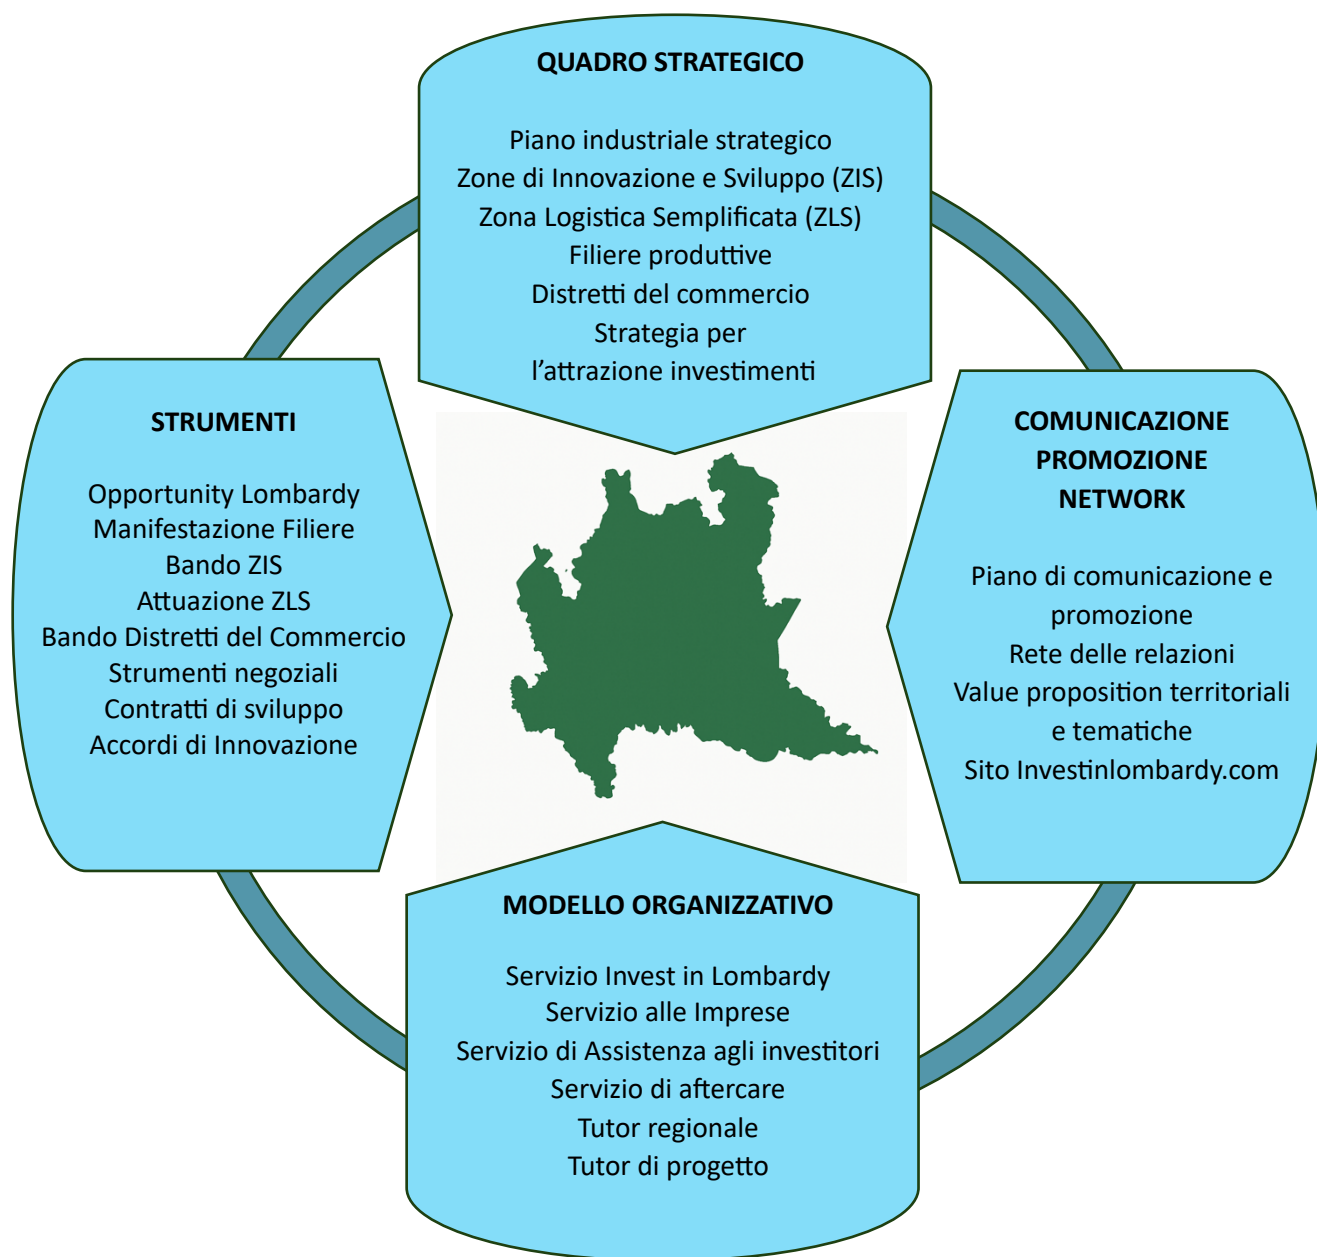 QUADRO STRATEGICO
Piano industriale strategico
Zone di Innovazione e Sviluppo (ZIS)
Zona Logistica Semplificata (ZLS)
Filiere produttive
Distretti del commercio
Strategia per
l’attrazione investimenti
STRUMENTI
Opportunity Lombardy
Manifestazione Filiere
Bando ZIS
Attuazione ZLS
Bando Distretti del Commercio
Strumenti negoziali
Contratti di sviluppo
Accordi di Innovazione
COMUNICAZIONE
PROMOZIONE
NETWORK
Piano di comunicazione e
promozione
Rete delle relazioni
Value proposition territoriali
e tematiche
Sito Investinlombardy.com
MODELLO ORGANIZZATIVO
Servizio Invest in Lombardy
Servizio alle Imprese
Servizio di Assistenza agli investitori
Servizio di aftercare
Tutor regionale
Tutor di progetto